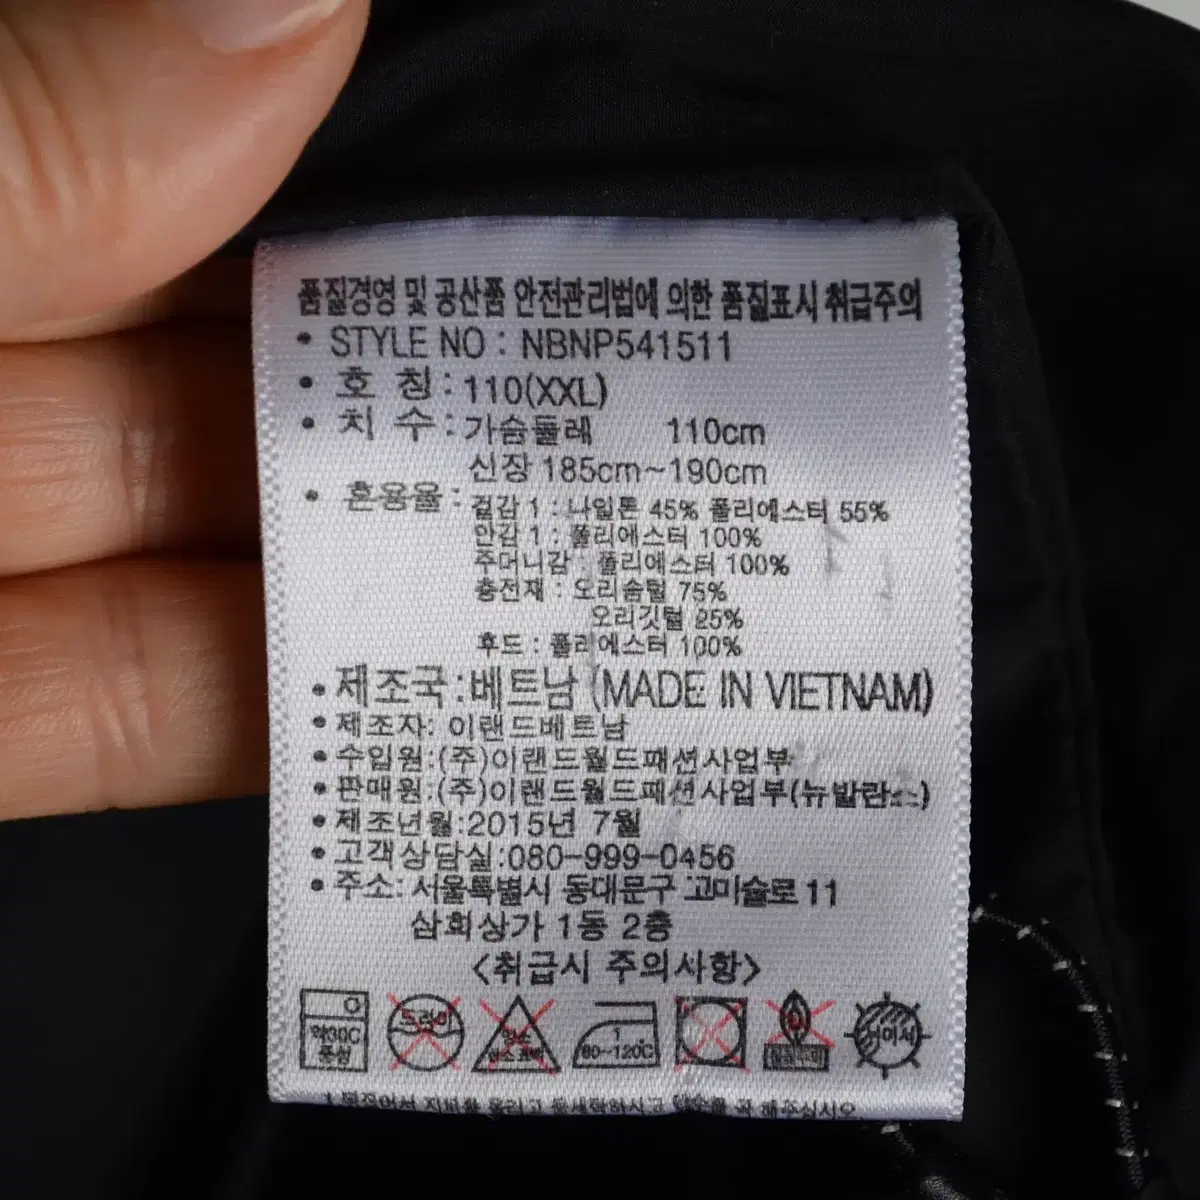 품질경영 및 공산품 안전관리법에 의한 품질표시 취급주의
• STYLE NO : NBNP541511
• 호 칭 : 110(XXL)
• 치 수 : 가슴둘레 110cm
신장 185cm~190cm
• 혼용율 : 겉감 1 : 나일론 45% 폴리에스터 55%
안감 1 : 폴리에스터 100%
주머니감 : 폴리에스터 100%
충전재 : 오리솜털 75%
오리깃털 25%
후드 : 폴리에스터 100%
• 제조국:베트남 (MADE IN VIETNAM)
• 제조자: 이랜드베트남
• 수입원:(주)이랜드월드패션사업부
• 판매원:(주)이랜드월드패션사업부(뉴발란스)
• 제조년월:2015년 7월
• 고객상담실:080-999-0456
• 주소: 서울특별시 동대문구 고미술로 11
삼희상가 1동 2층
<취급시 주의사항>
약30℃ 중성
드라이
염소
1 80~120℃